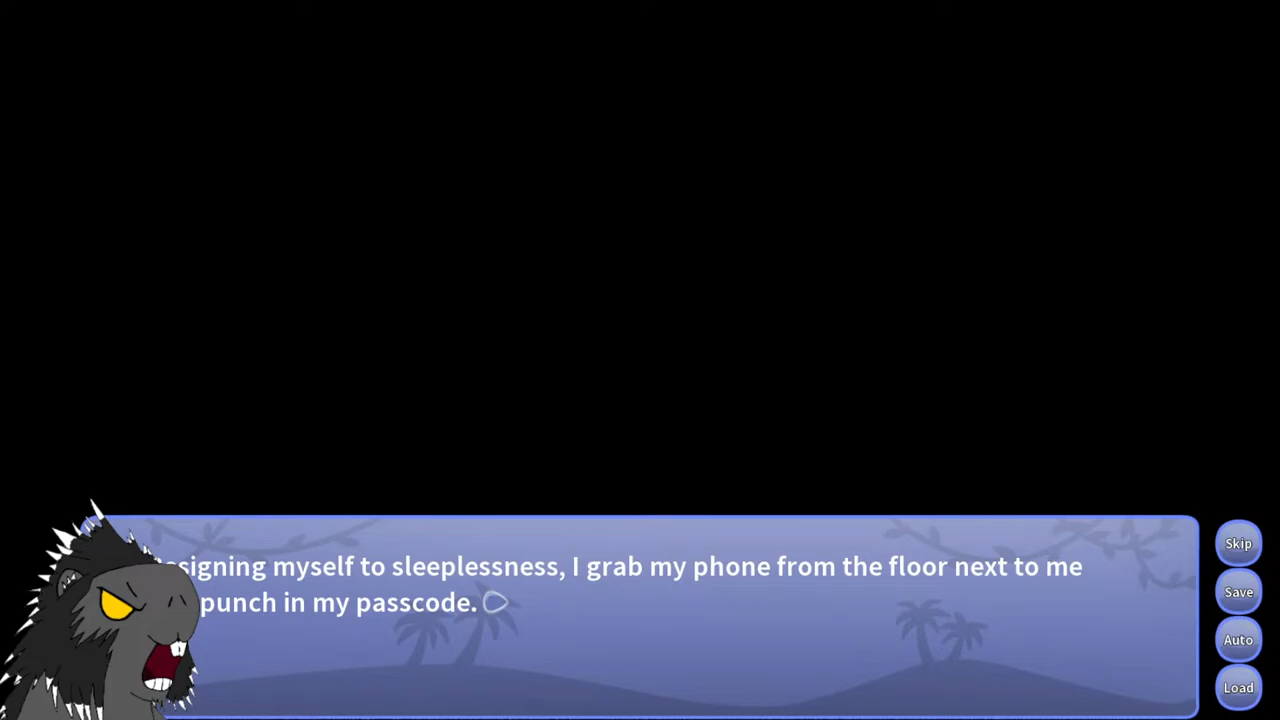 signing myself to sleeplessness, I grab my phone from the floor next to me
punch in my passcode.
Skip
Save
Auto
Load